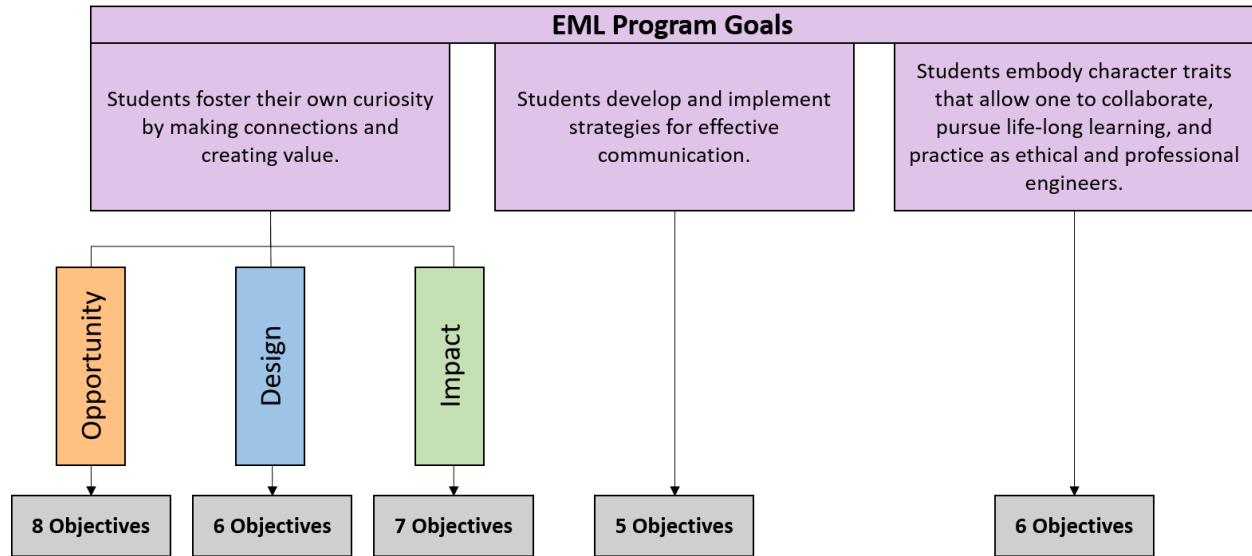 EML Program Goals
Students foster their own curiosity
by making connections and
creating value.
Students develop and implement
strategies for effective
communication.
Students embody character traits
that allow one to collaborate,
pursue life-long learning, and
practice as ethical and professional
engineers.
Opportunity
Design
Impact
8 Objectives
6 Objectives
7 Objectives
5 Objectives
6 Objectives